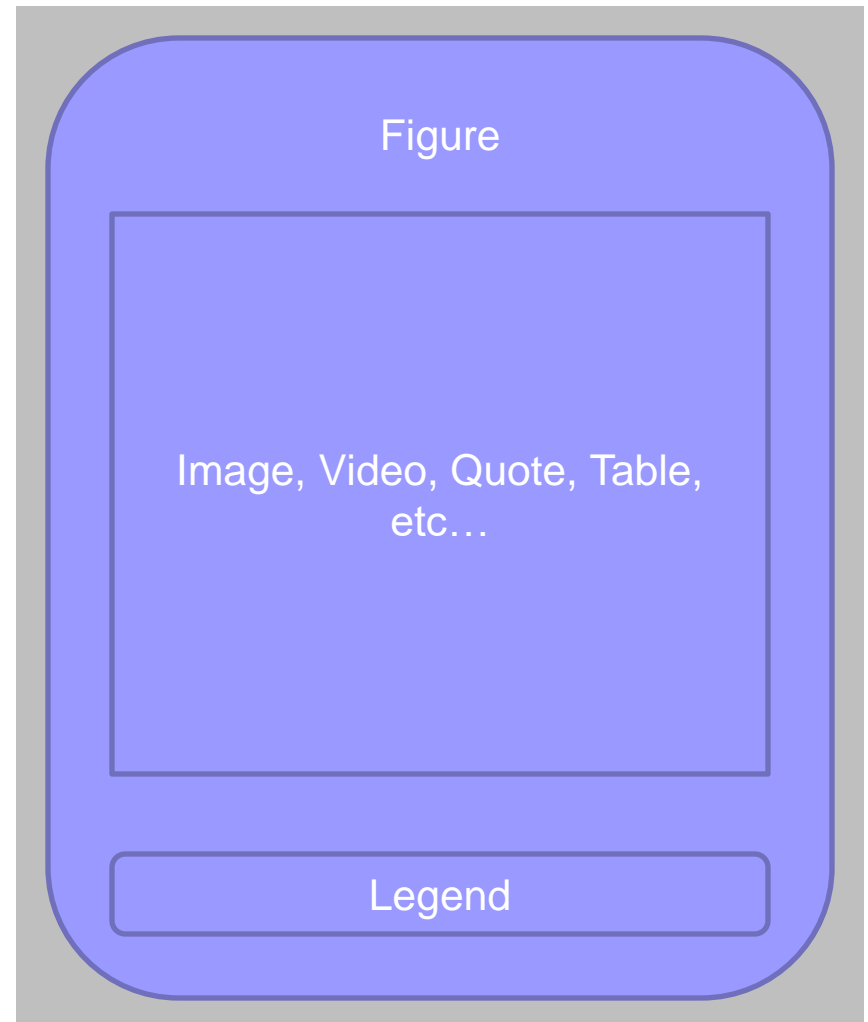 Figure
Image, Video, Quote, Table,
etc…
Legend